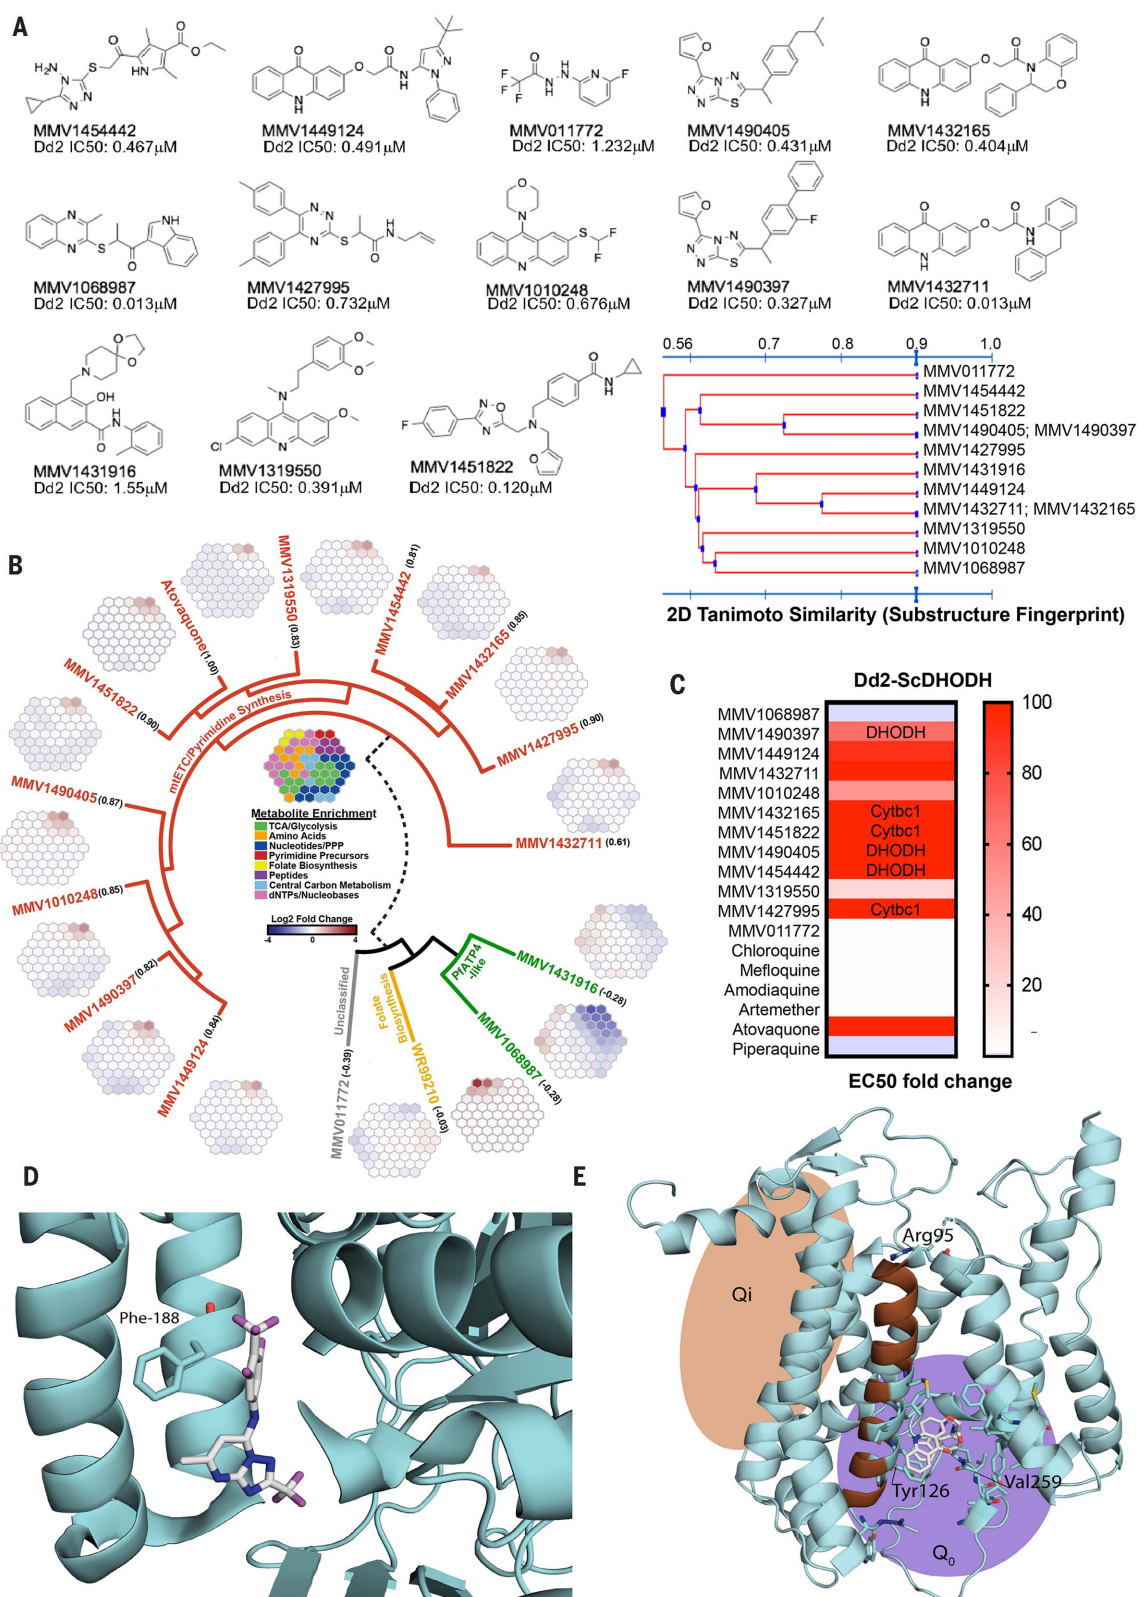 A
MMV1454442
Dd2 IC50: 0.467µM
MMV1449124
Dd2 IC50: 0.491µM
MMV011772
Dd2 IC50: 1.232µM
MMV1490405
Dd2 IC50: 0.431µM
MMV1432165
Dd2 IC50: 0.404µM
MMV1068987
Dd2 IC50: 0.013µM
MMV1427995
Dd2 IC50: 0.732µM
MMV1010248
Dd2 IC50: 0.676µM
MMV1490397
Dd2 IC50: 0.327µM
MMV1432711
Dd2 IC50: 0.013µM
MMV1431916
Dd2 IC50: 1.55µM
MMV1319550
Dd2 IC50: 0.391µM
MMV1451822
Dd2 IC50: 0.120µM
0.56 0.7 0.8 0.9 1.0
MMV011772
MMV1454442
MMV1451822
MMV1490405; MMV1490397
MMV1427995
MMV1431916
MMV1449124
MMV1432711; MMV1432165
MMV1319550
MMV1010248
MMV1068987
2D Tanimoto Similarity (Substructure Fingerprint)
B
MMV1449124 (0.84)
MMV1490397 (0.82)
MMV1010248 (0.85)
MMV1490405 (0.87)
MMV1451822 (0.90)
Atovaquone (1.00)
MMV1319550 (0.83)
MMV1454442 (0.81)
MMV1432165 (0.85)
MMV1427995 (0.90)
MMV1432711 (0.61)
mtETC/Pyrimidine Synthesis
Metabolite Enrichment
TCA/Glycolysis
Amino Acids
Nucleotides/PPP
Pyrimidine Precursors
Folate Biosynthesis
Peptides
Central Carbon Metabolism
dNTPs/Nucleobases
Log2 Fold Change
-4 0 4
PfATP4
-like
MMV1431916 (-0.28)
MMV1068987 (-0.28)
Folate
Biosynthesis
WR99210 (-0.03)
Unclassified
MMV011772 (-0.39)
C
Dd2-ScDHODH
MMV1068987
MMV1490397 DHODH
MMV1449124
MMV1432711
MMV1010248
MMV1432165 Cytbc1
MMV1451822 Cytbc1
MMV1490405 DHODH
MMV1454442 DHODH
MMV1319550
MMV1427995 Cytbc1
MMV011772
Chloroquine
Mefloquine
Amodiaquine
Artemether
Atovaquone
Piperaquine
100
80
60
40
20
EC50 fold change
D
Phe-188
E
Arg95
Qi
Tyr126
Val259
Q0